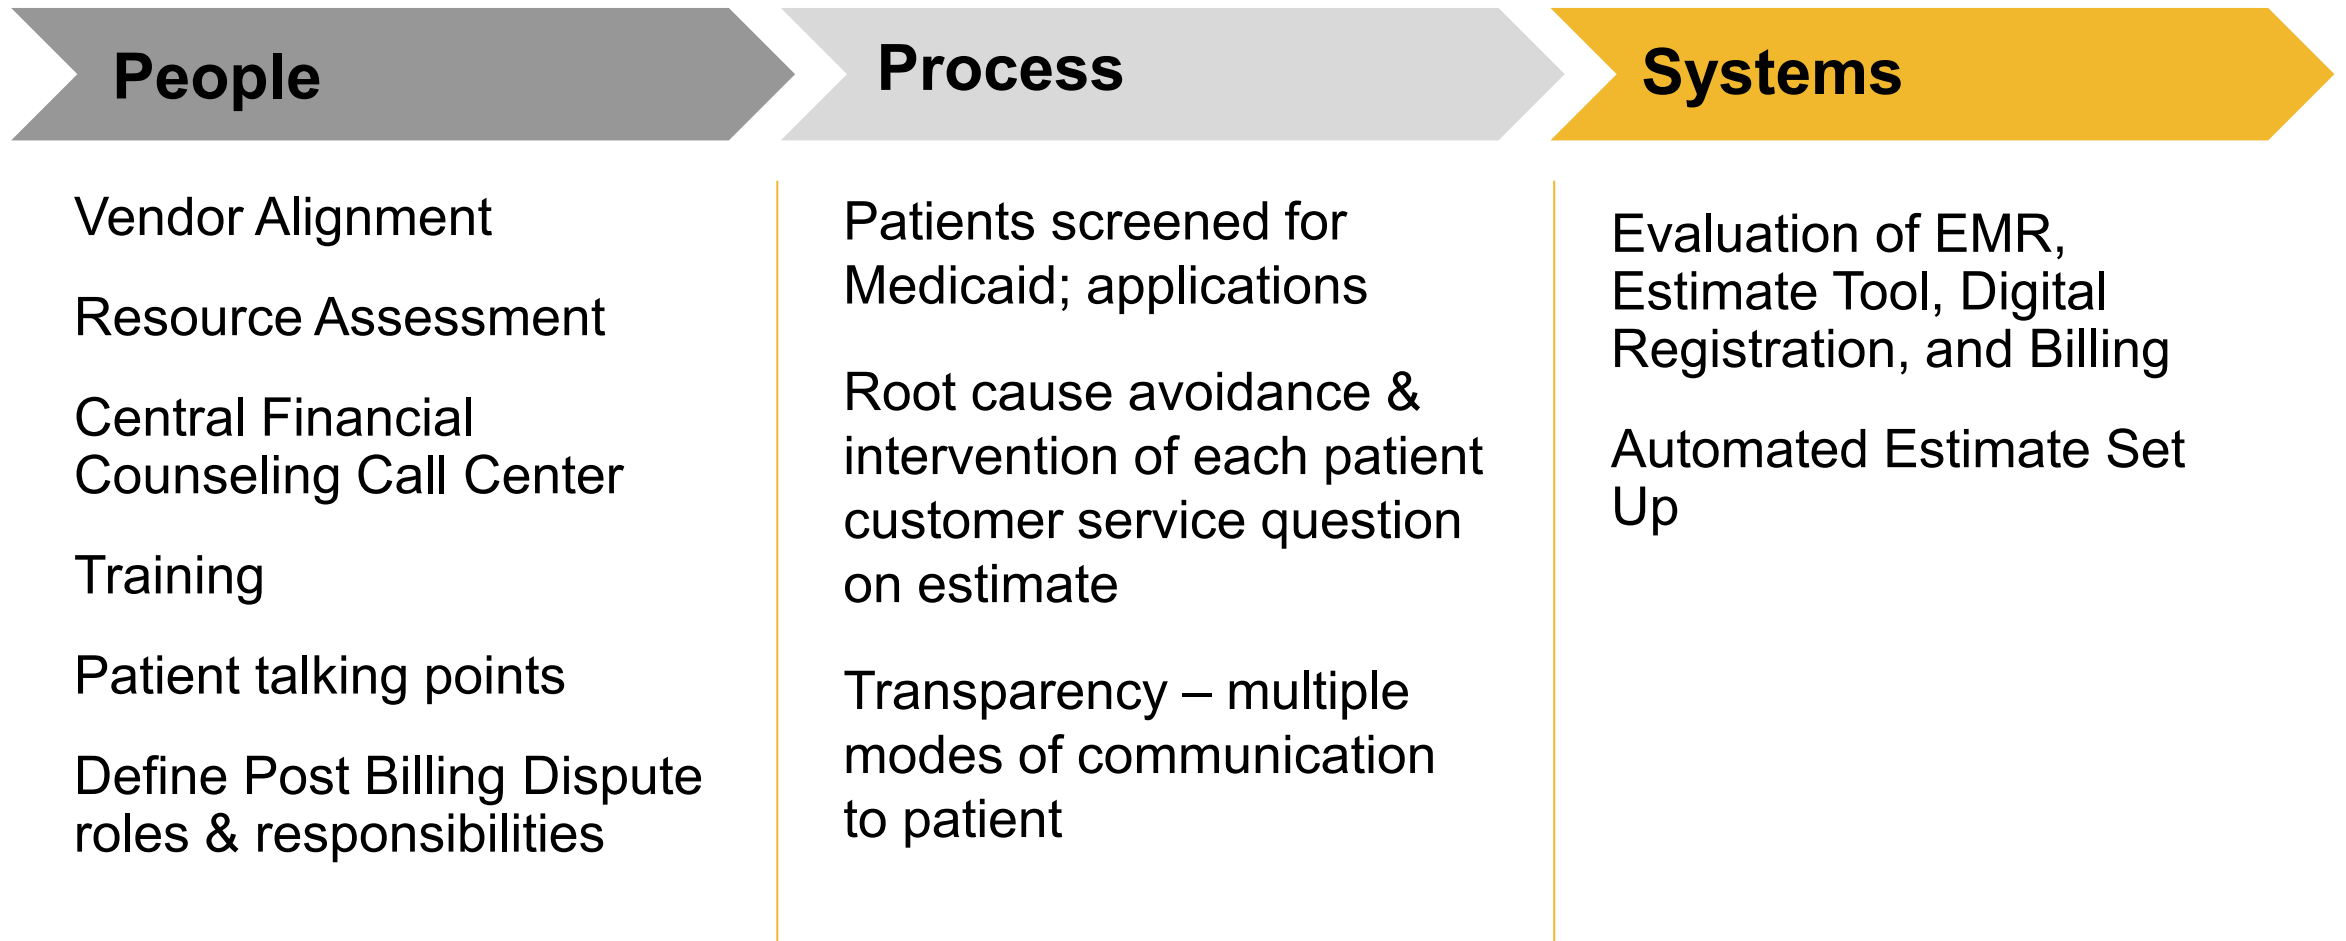 People
Vendor Alignment
Resource Assessment
Central Financial
Counseling Call Center
Training
Patient talking points
Define Post Billing Dispute
roles & responsibilities
Process
Patients screened for
Medicaid; applications
Root cause avoidance &
intervention of each patient
customer service question
on estimate
Transparency – multiple
modes of communication
to patient
Systems
Evaluation of EMR,
Estimate Tool, Digital
Registration, and Billing
Automated Estimate Set
Up